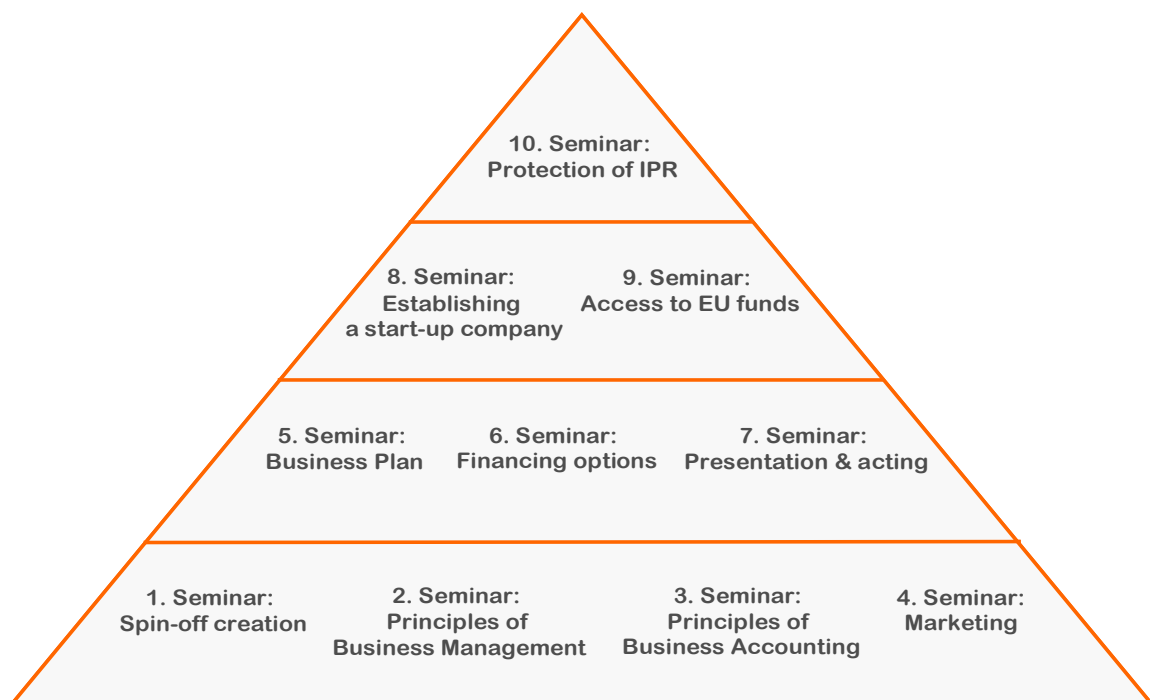 10. Seminar:
Protection of IPR
8. Seminar:
Establishing
a start-up company
9. Seminar:
Access to EU funds
5. Seminar:
Business Plan
6. Seminar:
Financing options
7. Seminar:
Presentation & acting
1. Seminar:
Spin-off creation
2. Seminar:
Principles of
Business Management
3. Seminar:
Principles of
Business Accounting
4. Seminar:
Marketing